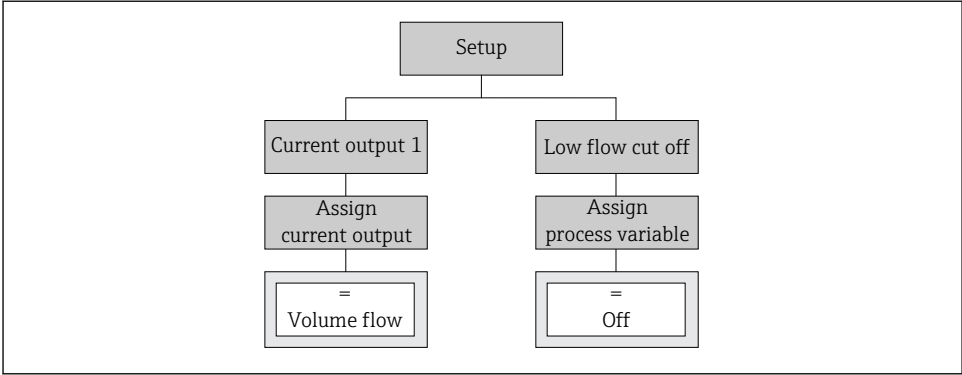 Setup
Current output 1
Low flow cut off
Assign
current output
Assign
process variable
=
Volume flow
=
Off